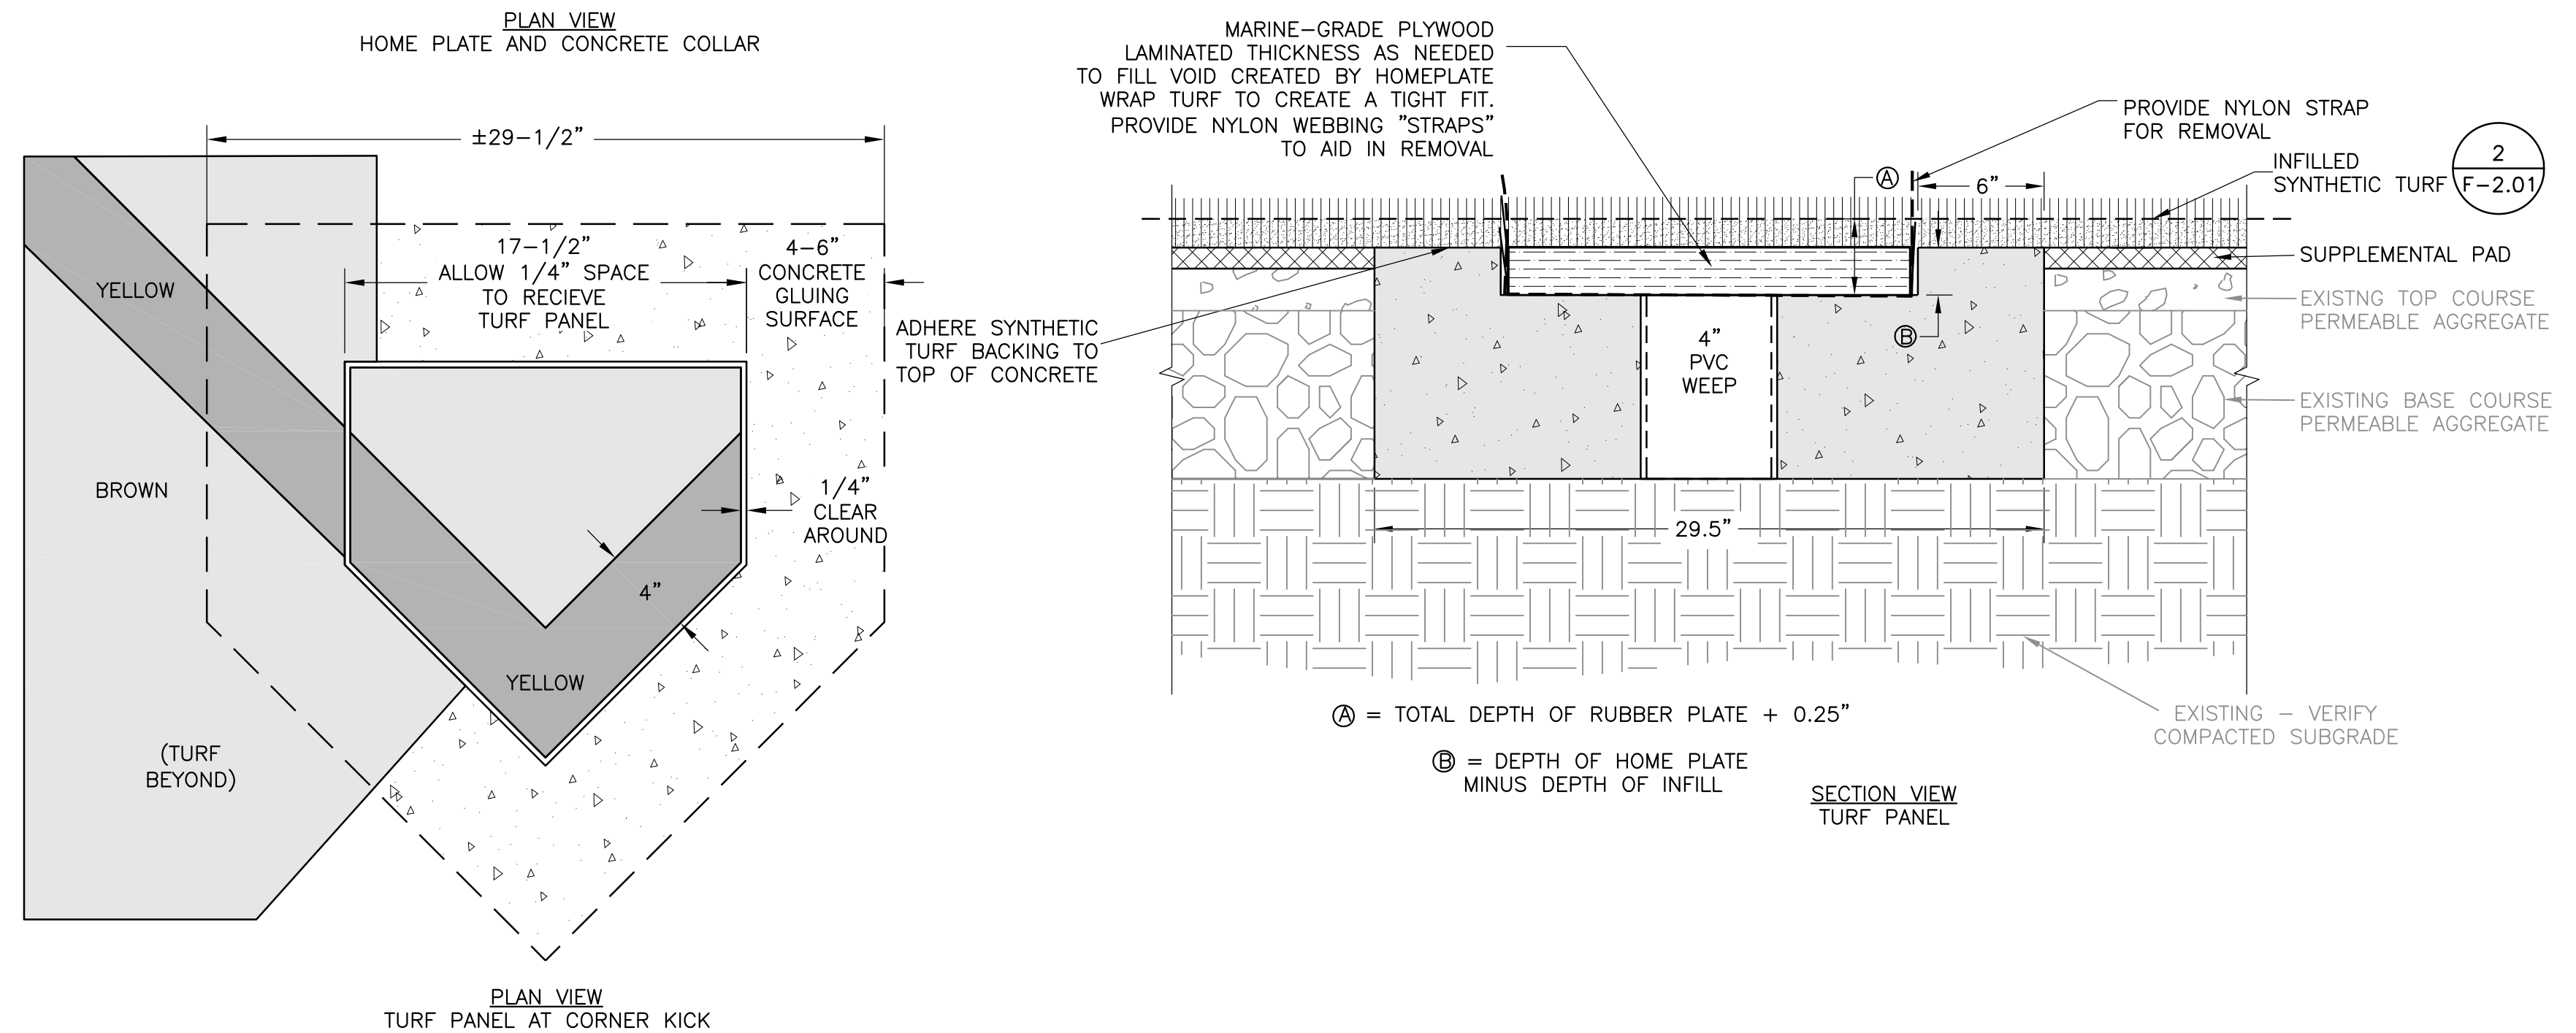 PLAN VIEW
HOME PLATE AND CONCRETE COLLAR
±29-1/2"
17-1/2"
ALLOW 1/4" SPACE
TO RECIEVE
TURF PANEL
4-6"
CONCRETE
GLUING
SURFACE
YELLOW
BROWN
1/4"
CLEAR
AROUND
4"
YELLOW
(TURF
BEYOND)
PLAN VIEW
TURF PANEL AT CORNER KICK
MARINE-GRADE PLYWOOD
LAMINATED THICKNESS AS NEEDED
TO FILL VOID CREATED BY HOMEPLATE
WRAP TURF TO CREATE A TIGHT FIT.
PROVIDE NYLON WEBBING "STRAPS"
TO AID IN REMOVAL
PROVIDE NYLON STRAP
FOR REMOVAL
INFILLED
SYNTHETIC TURF
2
F-2.01
A
6"
SUPPLEMENTAL PAD
EXISTNG TOP COURSE
PERMEABLE AGGREGATE
ADHERE SYNTHETIC
TURF BACKING TO
TOP OF CONCRETE
4"
PVC
WEEP
B
EXISTING BASE COURSE
PERMEABLE AGGREGATE
29.5"
A = TOTAL DEPTH OF RUBBER PLATE + 0.25"
B = DEPTH OF HOME PLATE
MINUS DEPTH OF INFILL
EXISTING - VERIFY
COMPACTED SUBGRADE
SECTION VIEW
TURF PANEL